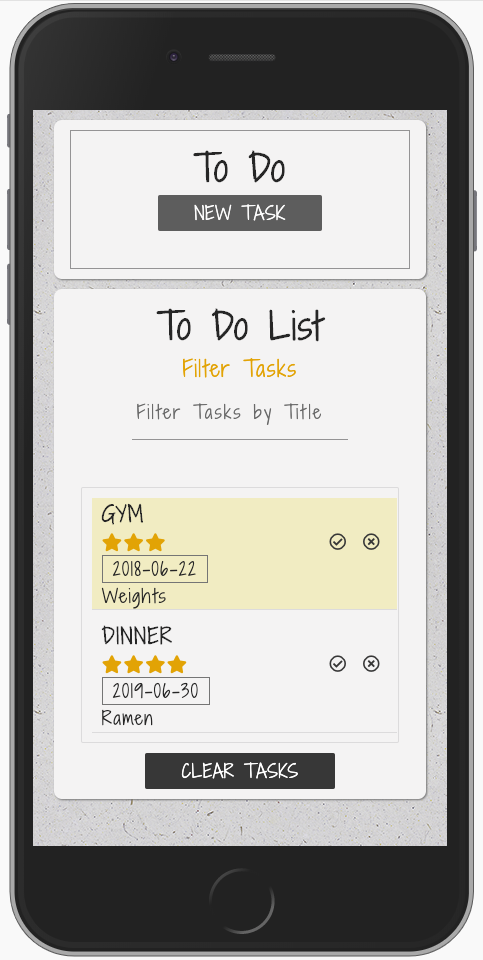 To Do
NEW TASK
To Do List
Filter Tasks
Filter Tasks by Title
GYM
2018-06-22
Weights
DINNER
2019-06-30
Ramen
CLEAR TASKS